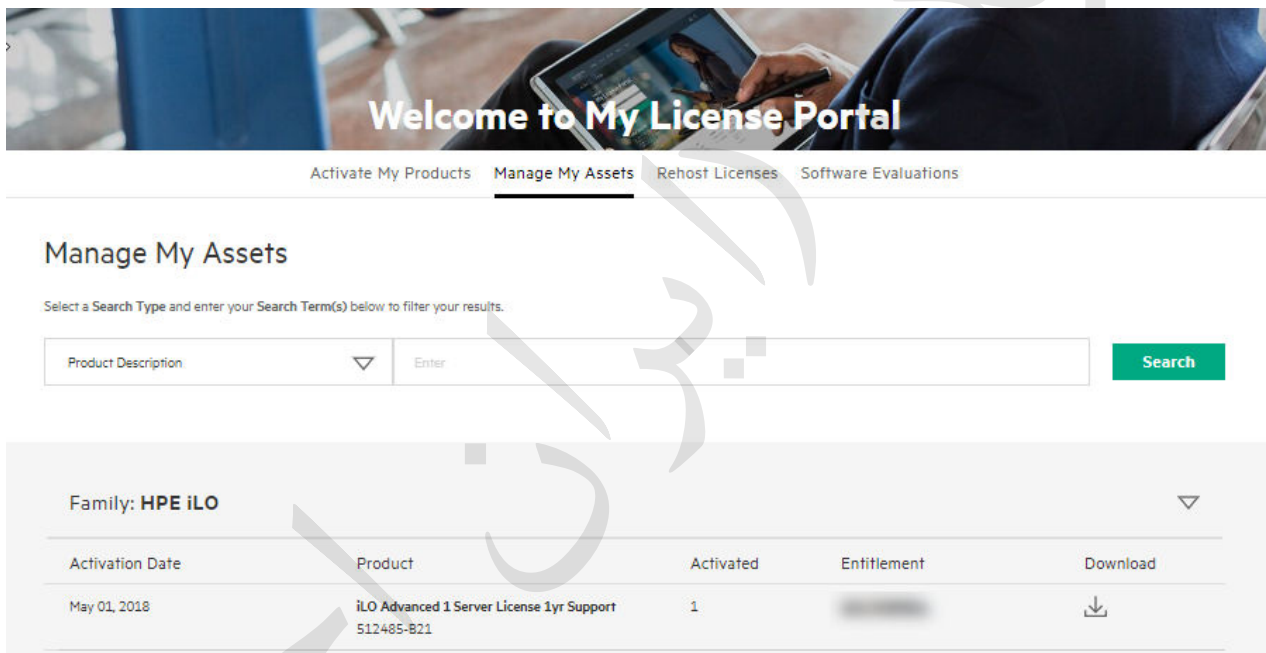 Welcome to My License Portal
Activate My Products Manage My Assets Rehost Licenses Software Evaluations
Manage My Assets
Select a Search Type and enter your Search Term(s) below to filter your results.
Product Description Enter Search
Family: HPE iLO
Activation Date Product Activated Entitlement Download
May 01, 2018 iLO Advanced 1 Server License 1yr Support 1
512485-B21